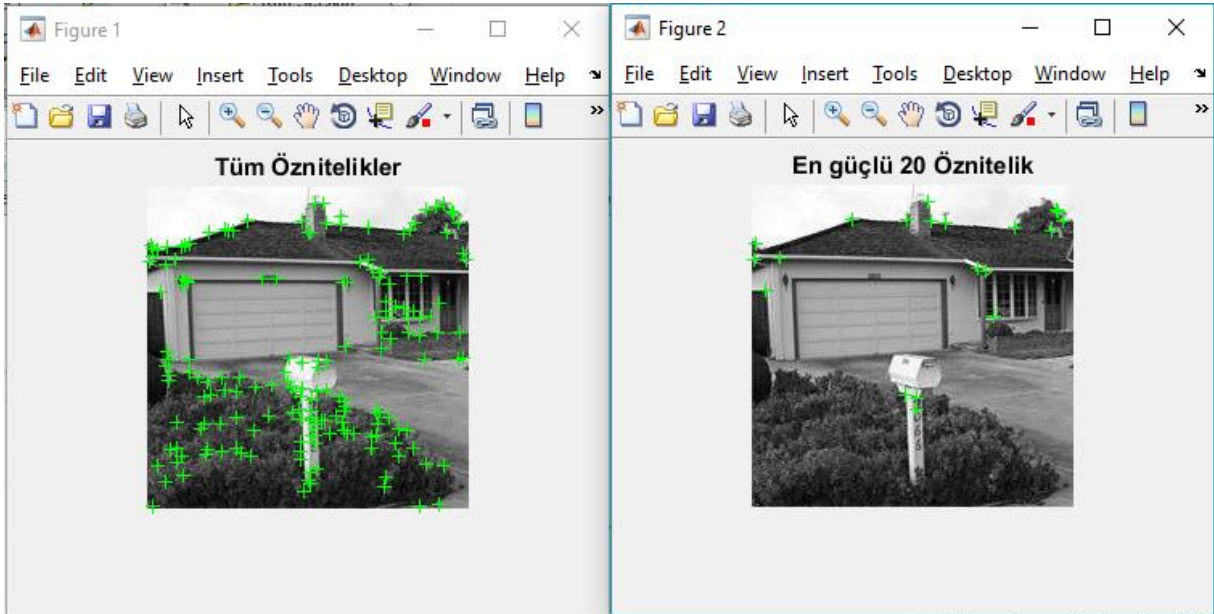 Figure 1
File Edit View Insert Tools Desktop Window Help
Tüm Öznitelikler
Figure 2
File Edit View Insert Tools Desktop Window Help
En güçlü 20 Öznitelik